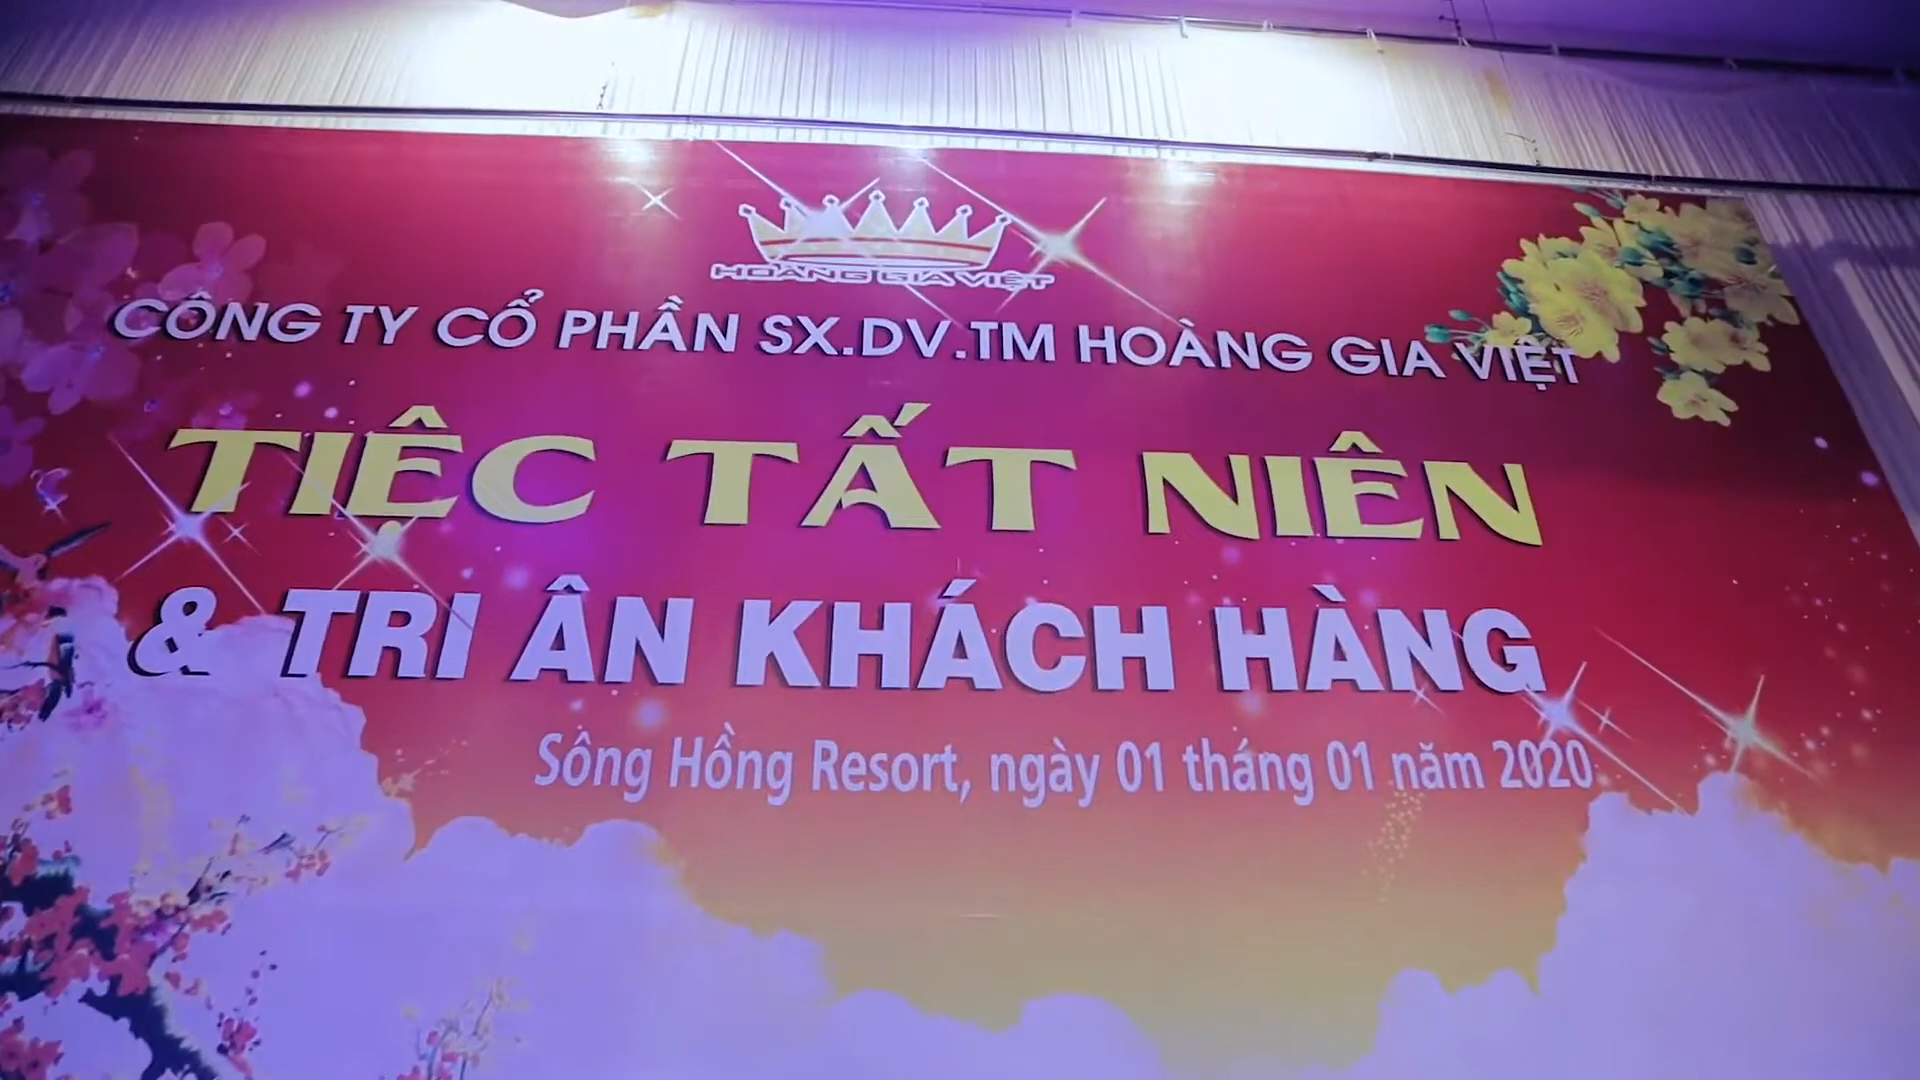 HOÀNG GIA VIỆT
CÔNG TY CỔ PHẦN SX.DV.TM HOÀNG GIA VIỆT
TIỆC TẤT NIÊN
& TRI ÂN KHÁCH HÀNG
Sông Hồng Resort, ngày 01 tháng 01 năm 2020